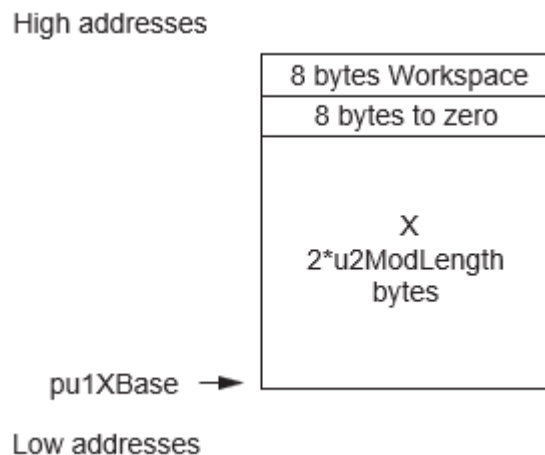 High addresses
8 bytes Workspace
8 bytes to zero
X
2*u2ModLength
bytes
pu1XBase
Low addresses